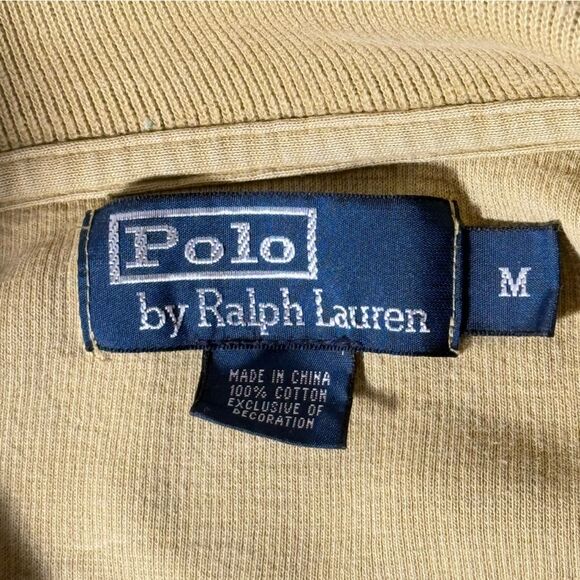 Polo
by Ralph Lauren
M
MADE IN CHINA
100% COTTON
EXCLUSIVE OF
DECORATION